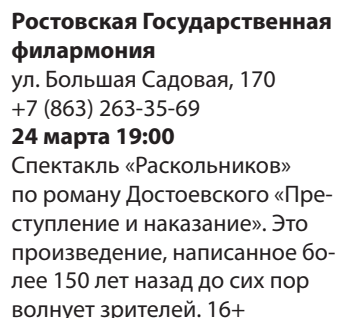 Ростовская Государственная
филармония
ул. Большая Садовая, 170
+7 (863) 263-35-69
24 марта 19:00
Спектакль «Раскольников»
по роману Достоевского «Пре-
ступление и наказание». Это
произведение, написанное бо-
лее 150 лет назад до сих пор
волнует зрителей. 16+